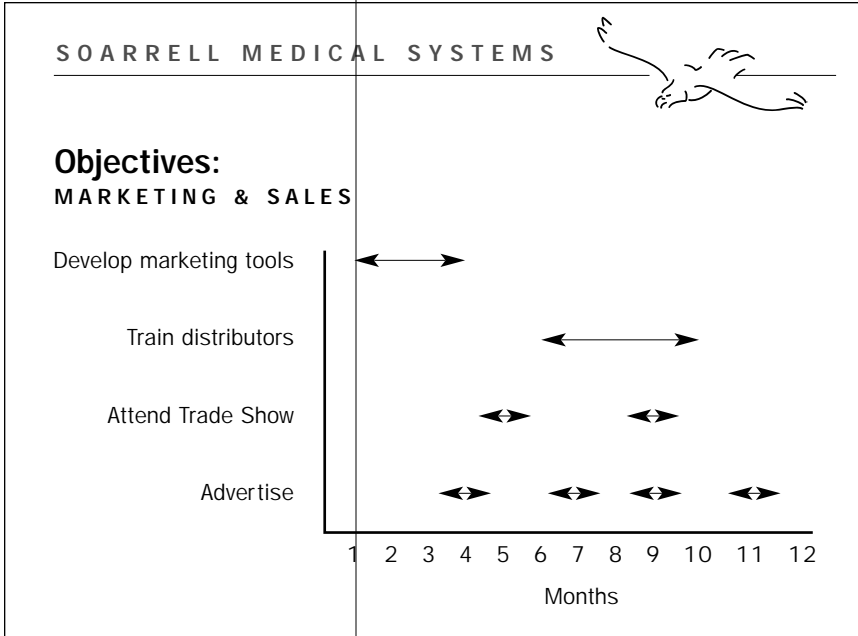 SOARRELL MEDICAL SYSTEMS
Objectives:
MARKETING & SALES
Develop marketing tools
Train distributors
Attend Trade Show
Advertise
1 2 3 4 5 6 7 8 9 10 11 12
Months